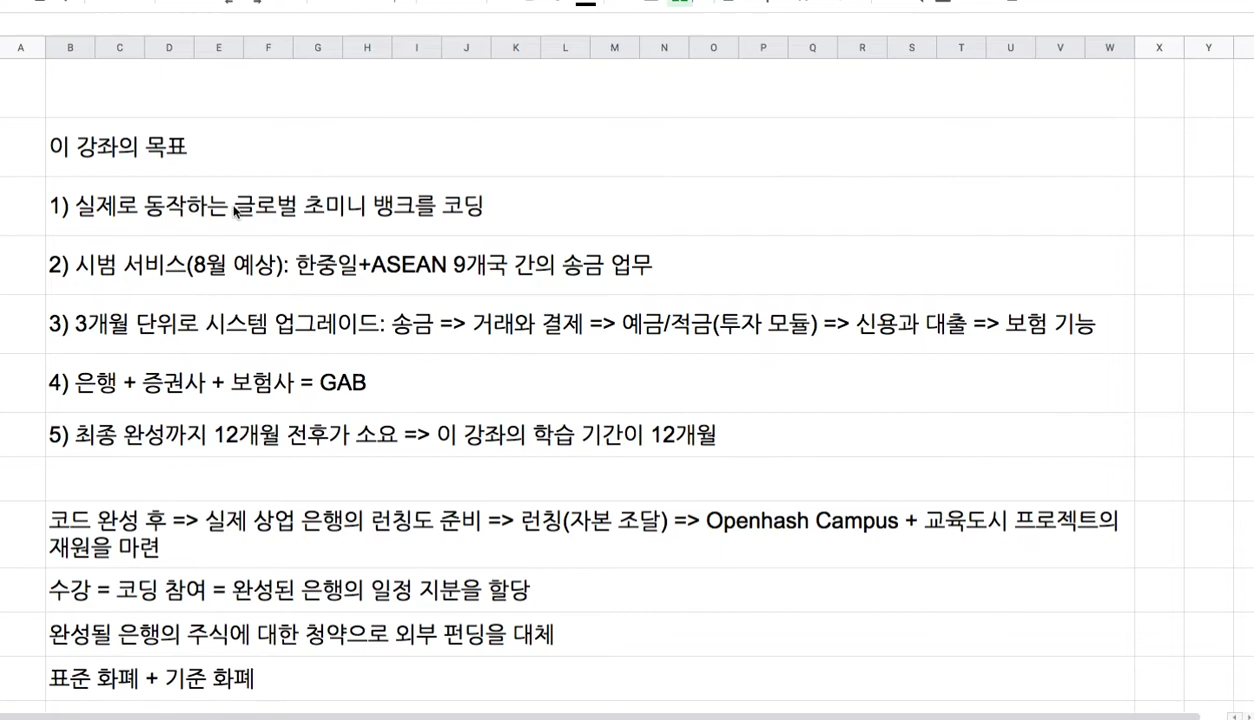 A B C D E F G H I J K L M N O P Q R S T U V W X Y
이 강좌의 목표
1) 실제로 동작하는 글로벌 초미니 뱅크를 코딩
2) 시범 서비스(8월 예상): 한중일+ASEAN 9개국 간의 송금 업무
3) 3개월 단위로 시스템 업그레이드: 송금 => 거래와 결제 => 예금/적금(투자 모듈) => 신용과 대출 => 보험 기능
4) 은행 + 증권사 + 보험사 = GAB
5) 최종 완성까지 12개월 전후가 소요 => 이 강좌의 학습 기간이 12개월
코드 완성 후 => 실제 상업 은행의 런칭도 준비 => 런칭(자본 조달) => Openhash Campus + 교육도시 프로젝트의
재원을 마련
수강 = 코딩 참여 = 완성된 은행의 일정 지분을 할당
완성될 은행의 주식에 대한 청약으로 외부 펀딩을 대체
표준 화폐 + 기준 화폐